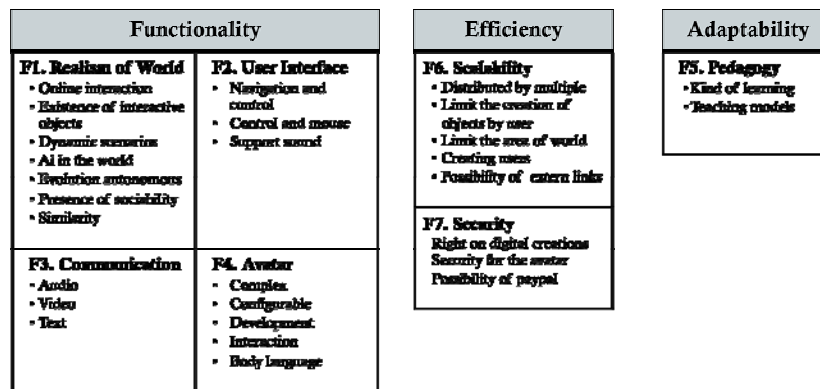 Functionality
F1. Realism of World
• Online interaction
• Existence of interactive
objects
• Dynamic scenarios
• AI in the world
• Evolution autonomous
• Presence of sociability
• Similarity
F2. User Interface
• Navigation and
control
• Control and mouse
• Support sound
F3. Communication
• Audio
• Video
• Text
F4. Avatar
• Complex
• Configurable
• Development
• Interaction
• Body Language
Efficiency
F6. Scalability
• Distributed by multiple
• Limit the creation of
objects by user
• Limit the area of world
• Creating users
• Possibility of extern links
F7. Security
Right on digital creations
Security for the avatar
Possibility of paypal
Adaptability
F5. Pedagogy
• Kind of learning
• Teaching models